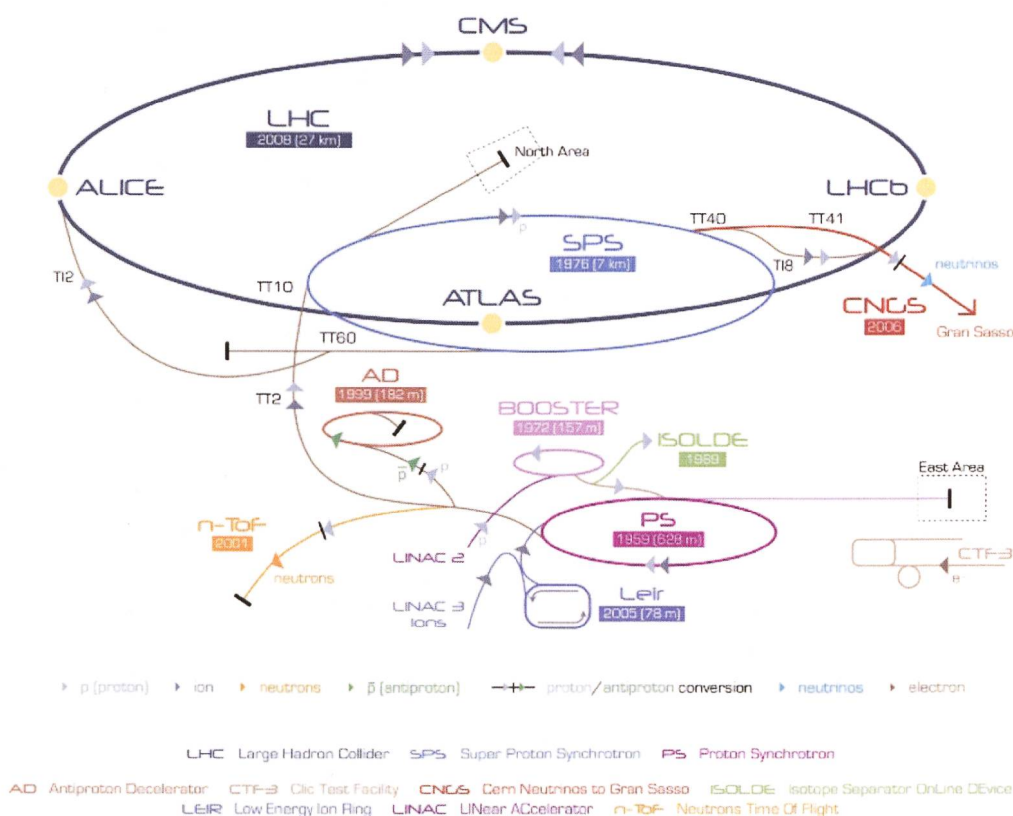 CMS
LHC
2008 (27 km)
North Area
ALICE
LHCb
TT40
TT41
SPS
1976 (7 km)
TI8
neutrinos
TI2
TT10
ATLAS
CNGS
2006
Gran Sasso
TT60
AD
1999 (182 m)
TT2
BOOSTER
1972 (157 m)
ISOLDE
1989
p
p̄
p
East Area
n-ToF
2001
PS
1959 (628 m)
LINAC 2
p
neutrons
CTF-3
e
LINAC 3
Ions
Leir
2005 (78 m)
p (proton) ion neutrons p̄ (antiproton) proton/antiproton conversion neutrinos electron
LHC Large Hadron Collider SPS Super Proton Synchrotron PS Proton Synchrotron
AD Antiproton Decelerator CTF-3 Clic Test Facility CNGS Cern Neutrinos to Gran Sasso ISOLDE Isotope Separator OnLine DEvice
LEIR Low Energy Ion Ring LINAC LINear ACcelerator n-ToF Neutrons Time Of Flight